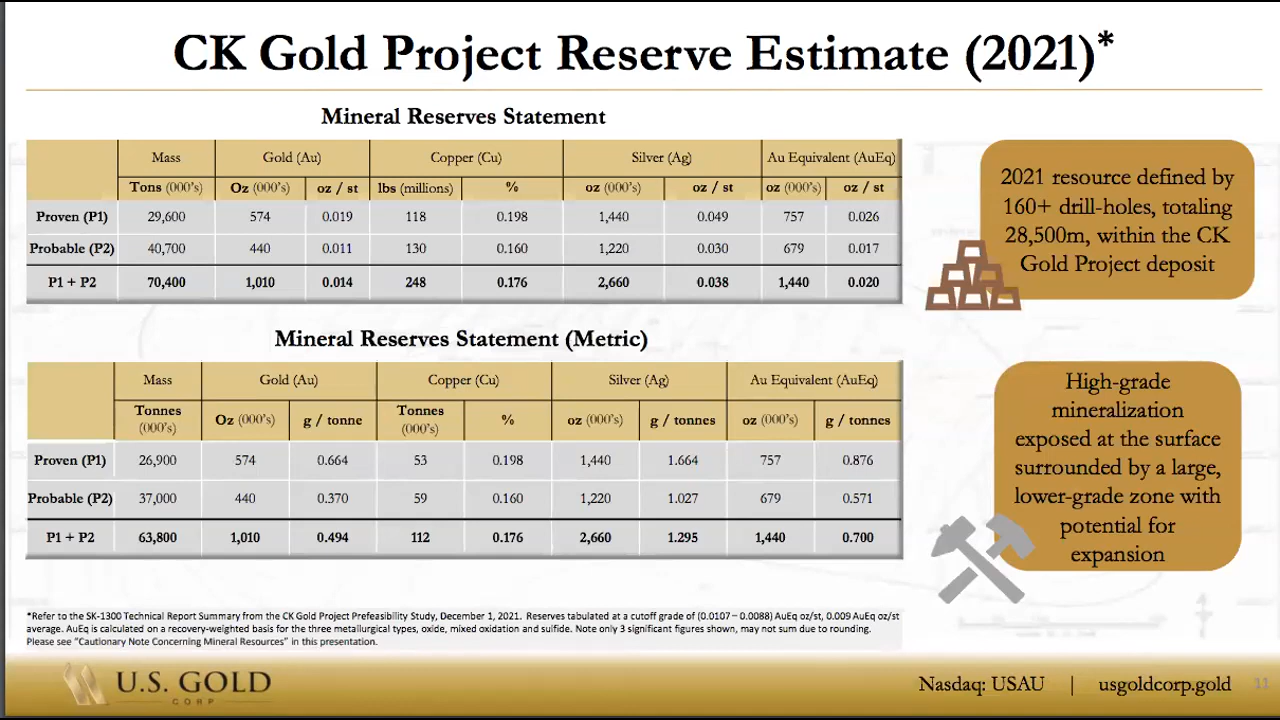 CK Gold Project Reserve Estimate (2021)*
Mineral Reserves Statement
Mass Gold (Au) Copper (Cu) Silver (Ag) Au Equivalent (AuEq)
Tons (000's) Oz (000's) oz / st lbs (millions) % oz (000's) oz / st oz (000's) oz / st
Proven (P1) 29,600 574 0.019 118 0.198 1,440 0.049 757 0.026
Probable (P2) 40,700 440 0.011 130 0.160 1,220 0.030 679 0.017
P1 + P2 70,400 1,010 0.014 248 0.176 2,660 0.038 1,440 0.020
2021 resource defined by
160+ drill-holes, totaling
28,500m, within the CK
Gold Project deposit
Mineral Reserves Statement (Metric)
Mass Gold (Au) Copper (Cu) Silver (Ag) Au Equivalent (AuEq)
Tonnes (000's) Oz (000's) g / tonne Tonnes (000's) % oz (000's) g / tonnes oz (000's) g / tonnes
Proven (P1) 26,900 574 0.664 53 0.198 1,440 1.664 757 0.876
Probable (P2) 37,000 440 0.370 59 0.160 1,220 1.027 679 0.571
P1 + P2 63,800 1,010 0.494 112 0.176 2,660 1.295 1,440 0.700
High-grade
mineralization
exposed at the surface
surrounded by a large,
lower-grade zone with
potential for
expansion
*Refer to the SK-1300 Technical Report Summary from the CK Gold Project Prefeasibility Study, December 1, 2021. Reserves tabulated at a cutoff grade of (0.0107 – 0.0088) AuEq oz/st, 0.009 AuEq oz/st
average. AuEq is calculated on a recovery-weighted basis for the three metallurgical types, oxide, mixed oxidation and sulfide. Note only 3 significant figures shown, may not sum due to rounding.
Please see "Cautionary Note Concerning Mineral Resources" in this presentation.
U.S. GOLD
CORP
Nasdaq: USAU | usgoldcorp.gold 11